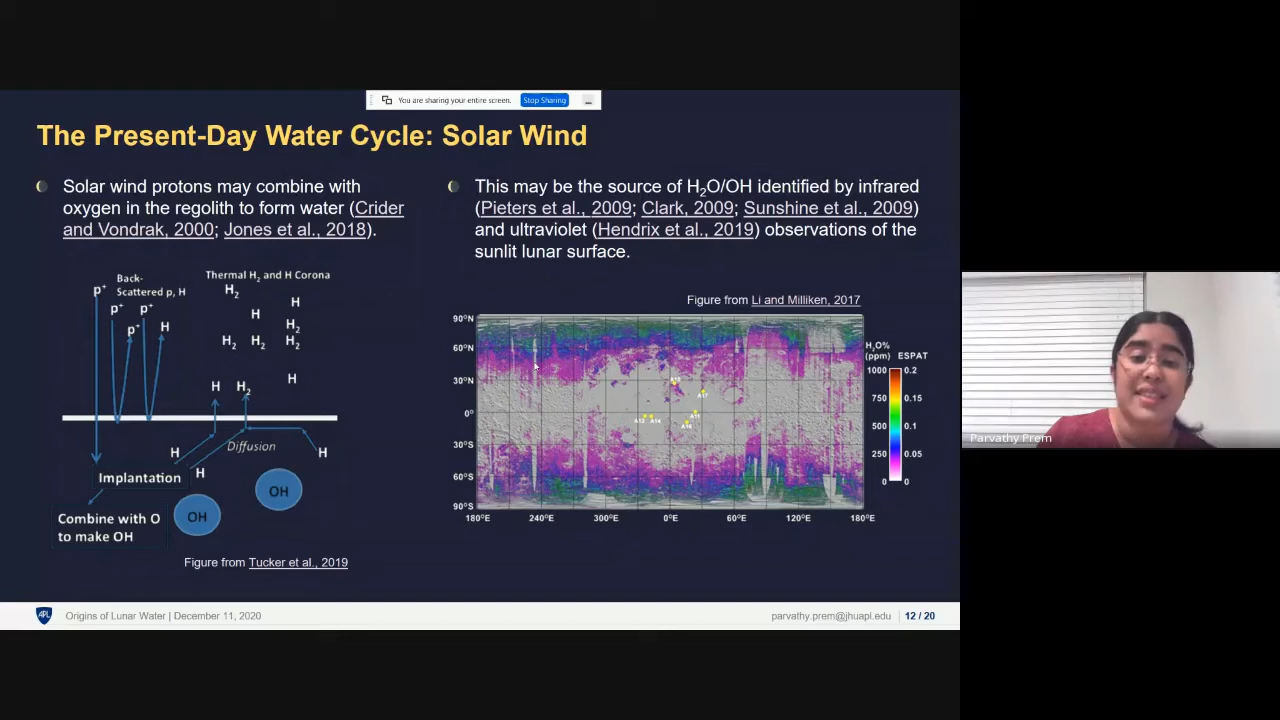 You are sharing your entire screen. Stop Sharing
The Present-Day Water Cycle: Solar Wind
Solar wind protons may combine with
oxygen in the regolith to form water (Crider
and Vondrak, 2000; Jones et al., 2018).
This may be the source of H2O/OH identified by infrared
(Pieters et al., 2009; Clark, 2009; Sunshine et al., 2009)
and ultraviolet (Hendrix et al., 2019) observations of the
sunlit lunar surface.
Back-
Scattered p, H
Thermal H2 and H Corona
p+
p+
p+
p+
H
H2
H
H
H2
H2
H2
H2
H
H
H2
H
H
H
Diffusion
Implantation
OH
OH
Combine with O
to make OH
Figure from Tucker et al., 2019
Figure from Li and Milliken, 2017
90°N
60°N
30°N
0°
30°S
60°S
90°S
180°E
240°E
300°E
0°E
60°E
120°E
180°E
A17
A12
A14
A11
A16
H2O%
(ppm) ESPAT
1000 0.2
750 0.15
500 0.1
250 0.05
0 0
Parvathy Prem
APL
Origins of Lunar Water | December 11, 2020
parvathy.prem@jhuapl.edu | 12 / 20